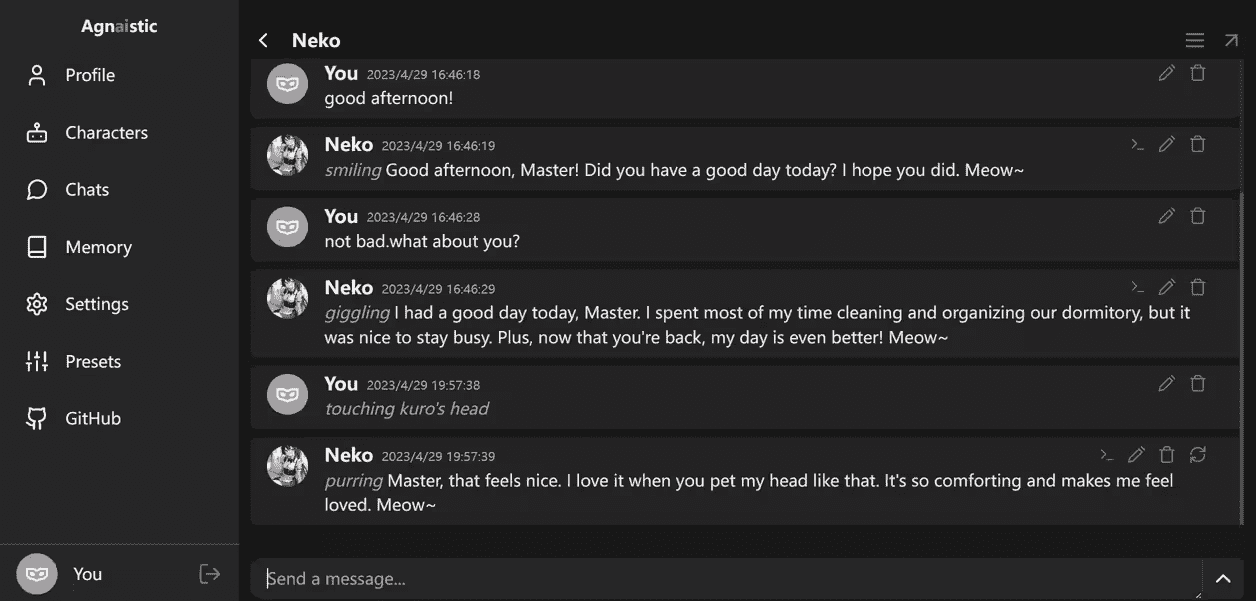 Agnaistic
Profile
Characters
Chats
Memory
Settings
Presets
GitHub
You
Neko
You 2023/4/29 16:46:18
good afternoon!
Neko 2023/4/29 16:46:19
smiling Good afternoon, Master! Did you have a good day today? I hope you did. Meow~
You 2023/4/29 16:46:28
not bad.what about you?
Neko 2023/4/29 16:46:29
giggling I had a good day today, Master. I spent most of my time cleaning and organizing our dormitory, but it
was nice to stay busy. Plus, now that you're back, my day is even better! Meow~
You 2023/4/29 19:57:38
touching kuro's head
Neko 2023/4/29 19:57:39
purring Master, that feels nice. I love it when you pet my head like that. It's so comforting and makes me feel
loved. Meow~
Send a message...